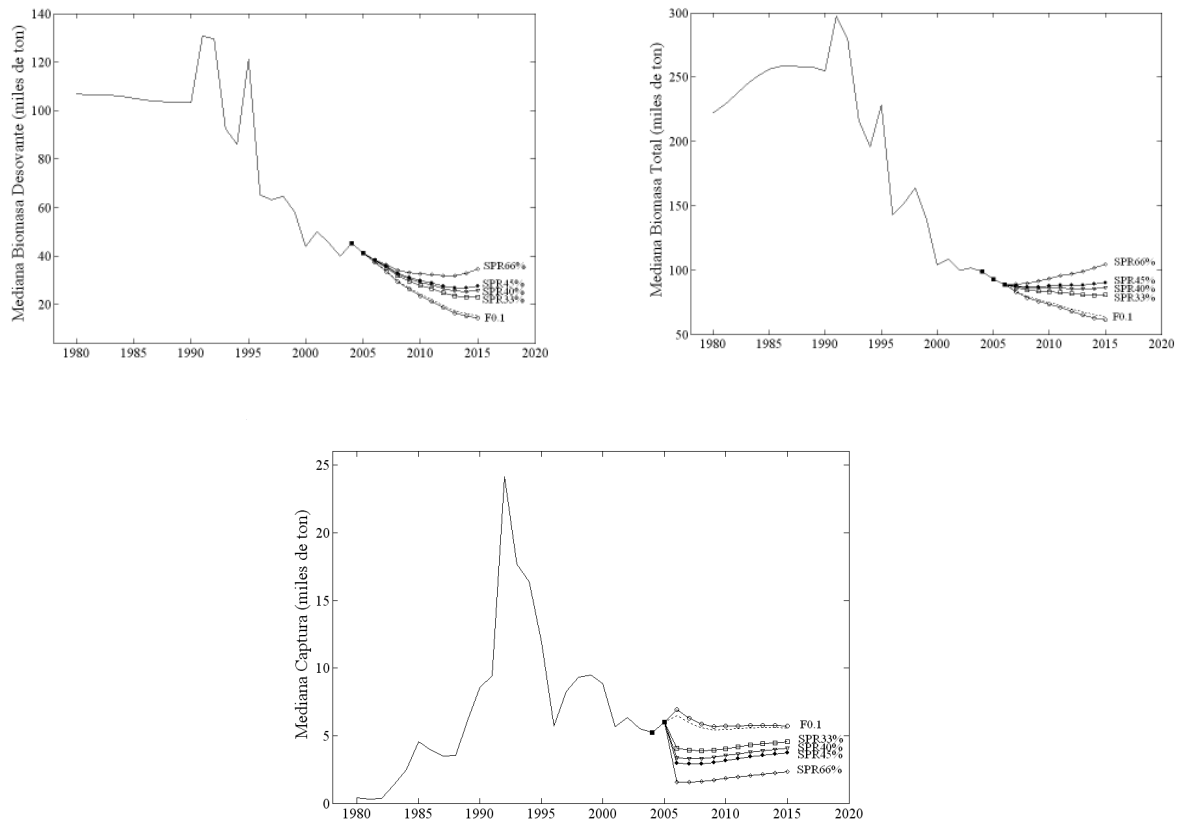 Mediana Biomasa Desovante (miles de ton)
140
120
100
80
60
40
20
1980 1985 1990 1995 2000 2005 2010 2015 2020
SPR66%
SPR45%
SPR40%
SPR33%
F0.1
Mediana Biomasa Total (miles de ton)
300
250
200
150
100
50
1980 1985 1990 1995 2000 2005 2010 2015 2020
SPR66%
SPR45%
SPR40%
SPR33%
F0.1
Mediana Captura (miles de ton)
25
20
15
10
5
0
1980 1985 1990 1995 2000 2005 2010 2015 2020
F0.1
SPR33%
SPR40%
SPR45%
SPR66%